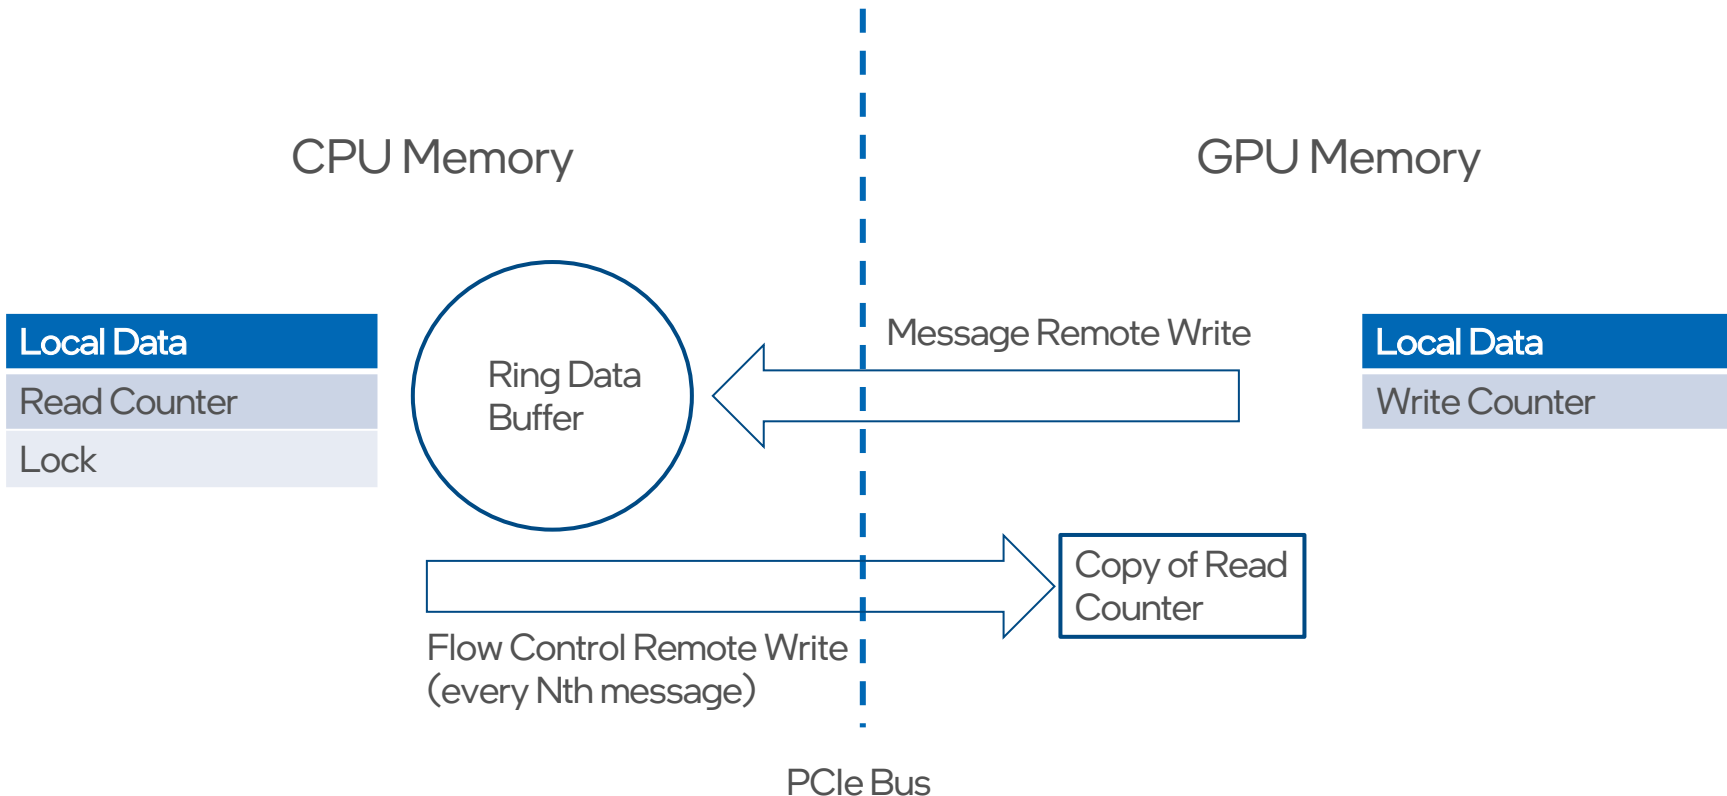 CPU Memory
GPU Memory
Local Data
Read Counter
Lock
Ring Data
Buffer
Message Remote Write
Local Data
Write Counter
Flow Control Remote Write
(every Nth message)
Copy of Read
Counter
PCIe Bus